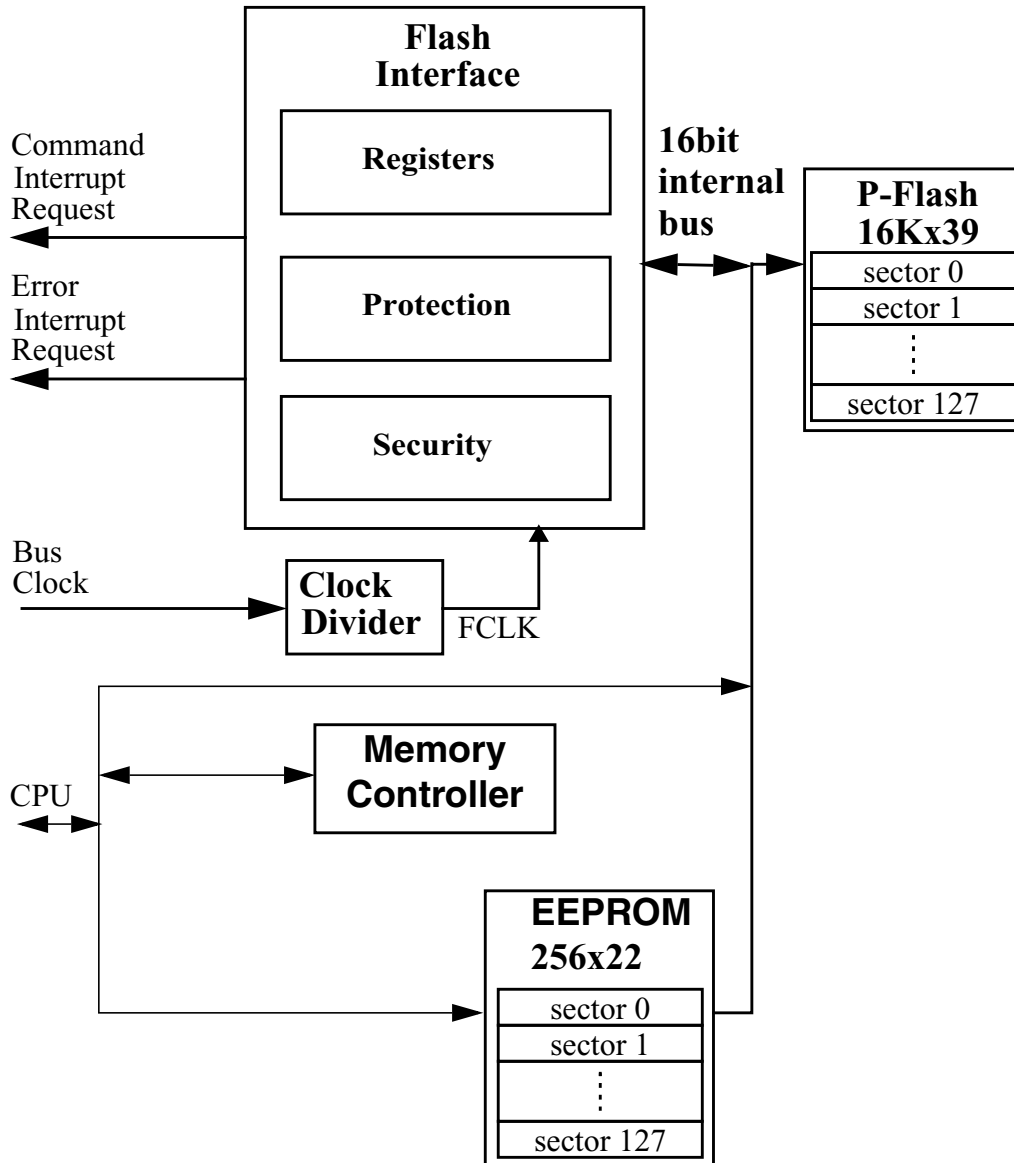 Flash
Interface
Registers
Protection
Security
Command
Interrupt
Request
Error
Interrupt
Request
16bit
internal
bus
P-Flash
16Kx39
sector 0
sector 1
sector 127
Bus
Clock
Clock
Divider
FCLK
Memory
Controller
CPU
EEPROM
256x22
sector 0
sector 1
sector 127